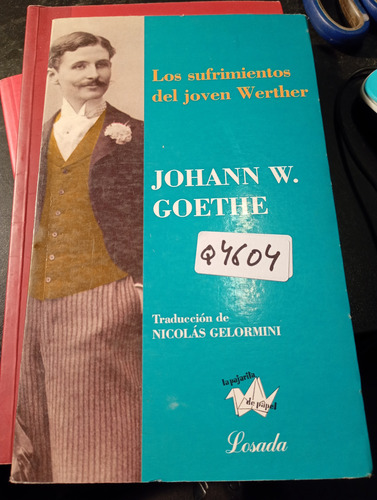 Los sufrimientos
del joven Werther
JOHANN W.
GOETHE
Q4604
Traducción de
NICOLÁS GELORMINI
la pajarita
de papel
Losada